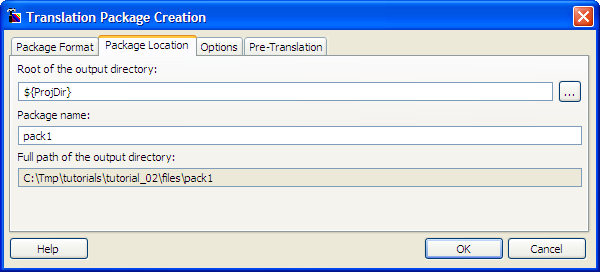 Translation Package Creation
Package Format Package Location Options Pre-Translation
Root of the output directory:
${ProjDir}
...
Package name:
pack1
Full path of the output directory:
C:\Tmp\tutorials\tutorial_02\files\pack1
Help OK Cancel